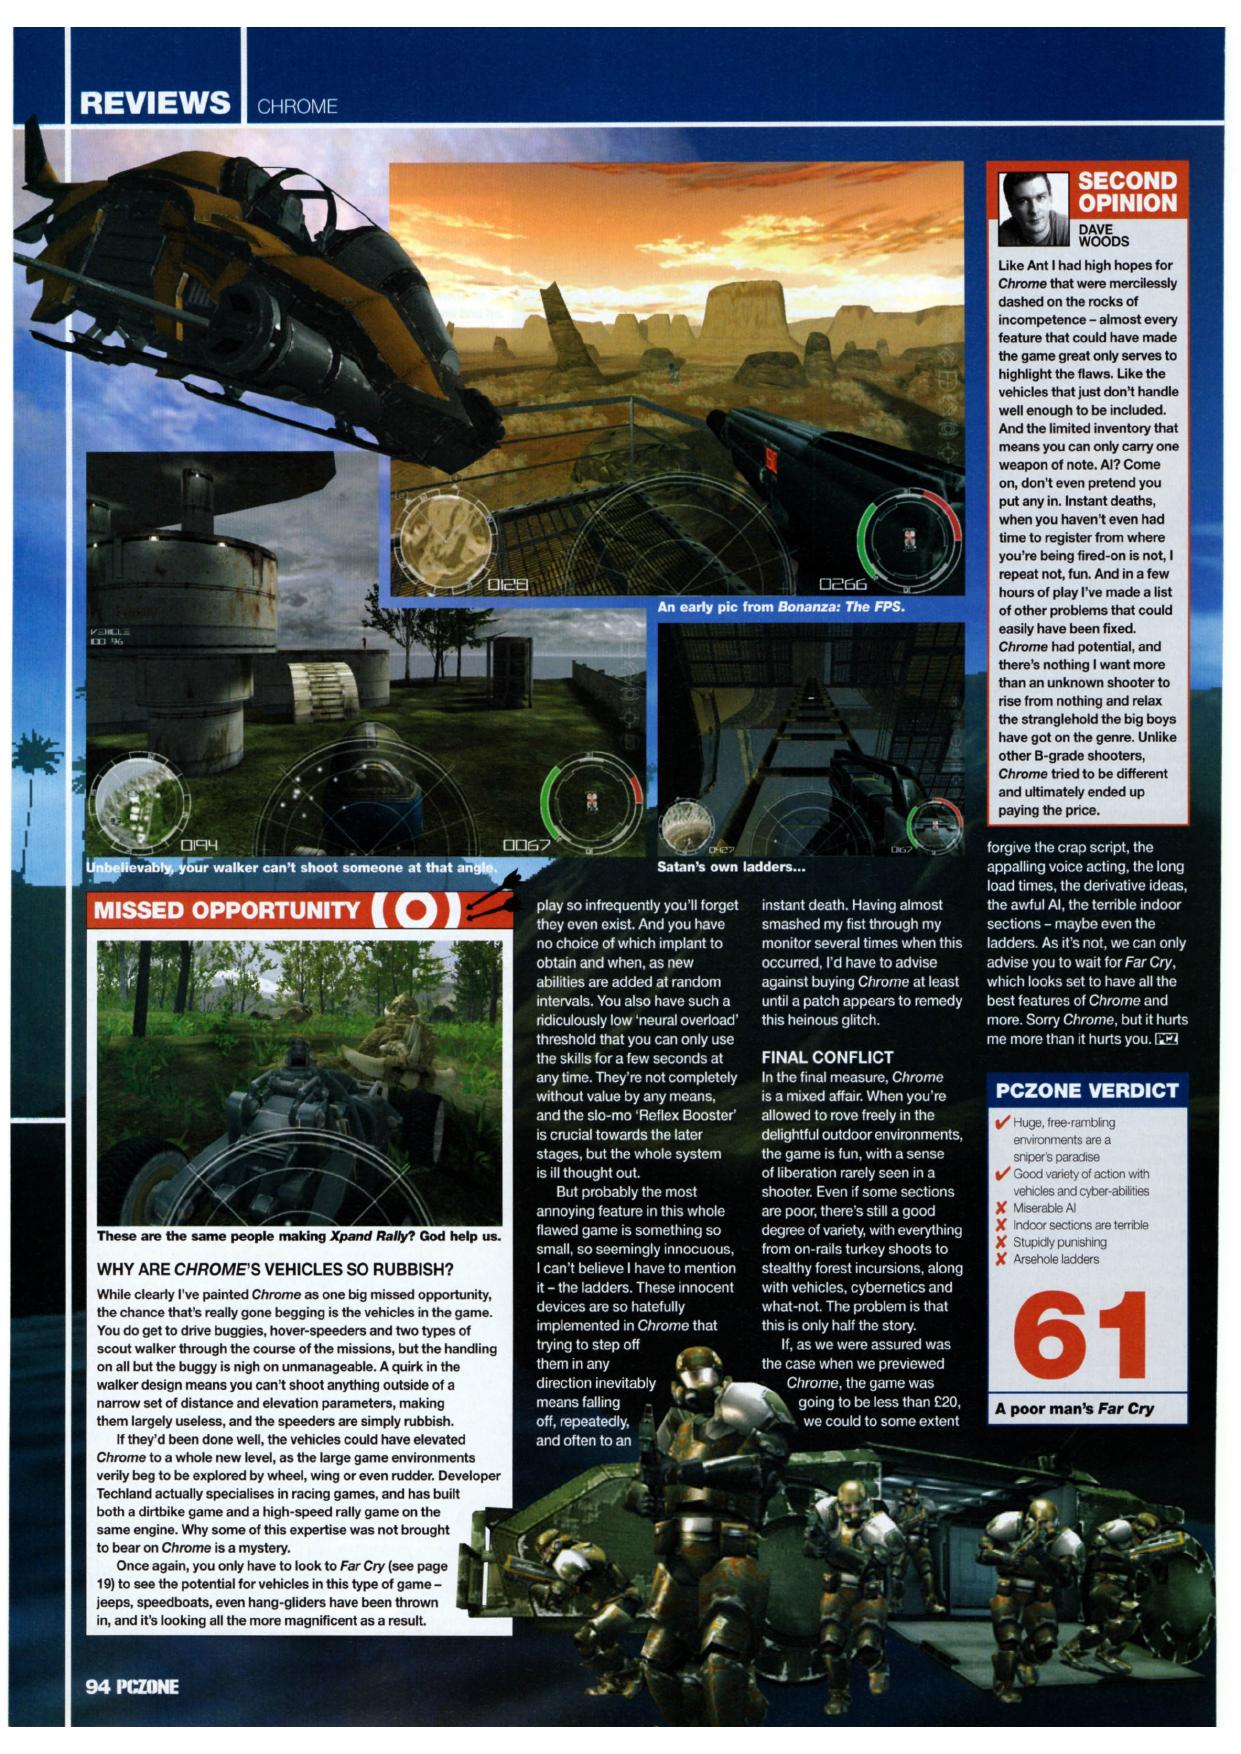 REVIEWS
CHROME
0128
0266
An early pic from Bonanza: The FPS.
VEHICLE
100 %
0194
0067
Unbelievably, your walker can't shoot someone at that angle.
0427
0167
Satan's own ladders...
MISSED OPPORTUNITY
These are the same people making Xpand Rally? God help us.
WHY ARE CHROME'S VEHICLES SO RUBBISH?
While clearly I've painted Chrome as one big missed opportunity,
the chance that's really gone begging is the vehicles in the game.
You do get to drive buggies, hover-speeders and two types of
scout walker through the course of the missions, but the handling
on all but the buggy is nigh on unmanageable. A quirk in the
walker design means you can't shoot anything outside of a
narrow set of distance and elevation parameters, making
them largely useless, and the speeders are simply rubbish.
If they'd been done well, the vehicles could have elevated
Chrome to a whole new level, as the large game environments
verily beg to be explored by wheel, wing or even rudder. Developer
Techland actually specialises in racing games, and has built
both a dirtbike game and a high-speed rally game on the
same engine. Why some of this expertise was not brought
to bear on Chrome is a mystery.
Once again, you only have to look to Far Cry (see page
19) to see the potential for vehicles in this type of game –
jeeps, speedboats, even hang-gliders have been thrown
in, and it's looking all the more magnificent as a result.
play so infrequently you'll forget
they even exist. And you have
no choice of which implant to
obtain and when, as new
abilities are added at random
intervals. You also have such a
ridiculously low 'neural overload'
threshold that you can only use
the skills for a few seconds at
any time. They're not completely
without value by any means,
and the slo-mo 'Reflex Booster'
is crucial towards the later
stages, but the whole system
is ill thought out.
But probably the most
annoying feature in this whole
flawed game is something so
small, so seemingly innocuous,
I can't believe I have to mention
it – the ladders. These innocent
devices are so hatefully
implemented in Chrome that
trying to step off
them in any
direction inevitably
means falling
off, repeatedly,
and often to an
instant death. Having almost
smashed my fist through my
monitor several times when this
occurred, I'd have to advise
against buying Chrome at least
until a patch appears to remedy
this heinous glitch.
FINAL CONFLICT
In the final measure, Chrome
is a mixed affair. When you're
allowed to rove freely in the
delightful outdoor environments,
the game is fun, with a sense
of liberation rarely seen in a
shooter. Even if some sections
are poor, there's still a good
degree of variety, with everything
from on-rails turkey shoots to
stealthy forest incursions, along
with vehicles, cybernetics and
what-not. The problem is that
this is only half the story.
If, as we were assured was
the case when we previewed
Chrome, the game was
going to be less than £20,
we could to some extent
forgive the crap script, the
appalling voice acting, the long
load times, the derivative ideas,
the awful AI, the terrible indoor
sections – maybe even the
ladders. As it's not, we can only
advise you to wait for Far Cry,
which looks set to have all the
best features of Chrome and
more. Sorry Chrome, but it hurts
me more than it hurts you. PCZ
SECOND
OPINION
DAVE
WOODS
Like Ant I had high hopes for
Chrome that were mercilessly
dashed on the rocks of
incompetence – almost every
feature that could have made
the game great only serves to
highlight the flaws. Like the
vehicles that just don't handle
well enough to be included.
And the limited inventory that
means you can only carry one
weapon of note. AI? Come
on, don't even pretend you
put any in. Instant deaths,
when you haven't even had
time to register from where
you're being fired-on is not, I
repeat not, fun. And in a few
hours of play I've made a list
of other problems that could
easily have been fixed.
Chrome had potential, and
there's nothing I want more
than an unknown shooter to
rise from nothing and relax
the stranglehold the big boys
have got on the genre. Unlike
other B-grade shooters,
Chrome tried to be different
and ultimately ended up
paying the price.
PCZONE VERDICT
Huge, free-rambling
environments are a
sniper's paradise
Good variety of action with
vehicles and cyber-abilities
Miserable AI
Indoor sections are terrible
Stupidly punishing
Arsehole ladders
61
A poor man's Far Cry
94 PCZONE